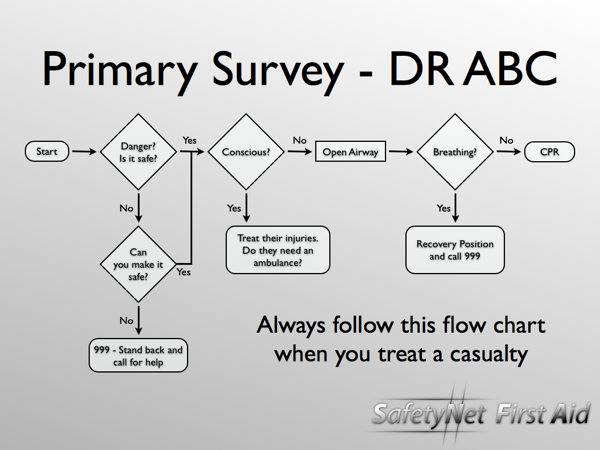 Primary Survey - DR ABC
Start
Danger?
Is it safe?
Yes
Conscious?
No
Open Airway
Breathing?
No
CPR
No
Yes
Yes
Can
you make it
safe?
Yes
Treat their injuries.
Do they need an
ambulance?
Recovery Position
and call 999
No
999 - Stand back and
call for help
Always follow this flow chart
when you treat a casualty
SafetyNet First Aid